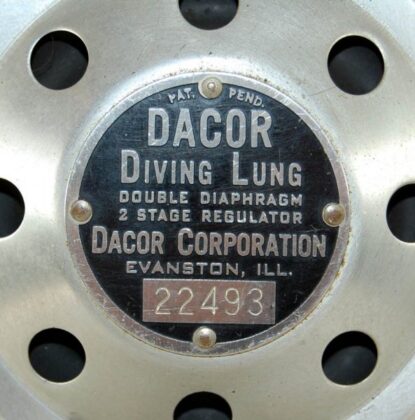 PAT. PEND.
DACOR
DIVING LUNG
DOUBLE DIAPHRAGM
2 STAGE REGULATOR
DACOR CORPORATION
EVANSTON, ILL.
22493